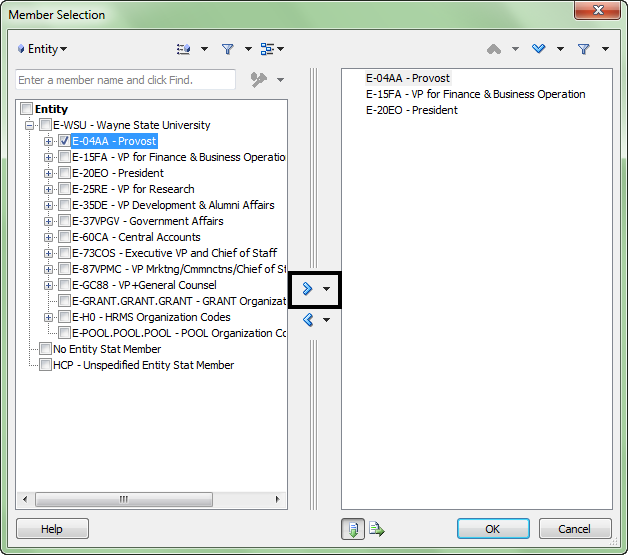 Member Selection
Entity
Enter a member name and click Find.
Entity
E-WSU - Wayne State University
E-04AA - Provost
E-15FA - VP for Finance & Business Operatio
E-20EO - President
E-25RE - VP for Research
E-35DE - VP Development & Alumni Affairs
E-37VPGV - Government Affairs
E-60CA - Central Accounts
E-73COS - Executive VP and Chief of Staff
E-87VPMC - VP Mrktng/Cmmnctns/Chief of St
E-GC88 - VP+General Counsel
E-GRANT.GRANT.GRANT - GRANT Organizat
E-H0 - HRMS Organization Codes
E-POOL.POOL.POOL - POOL Organization Co
No Entity Stat Member
HCP - Unspedified Entity Stat Member
E-04AA - Provost
E-15FA - VP for Finance & Business Operation
E-20EO - President
Help
OK
Cancel